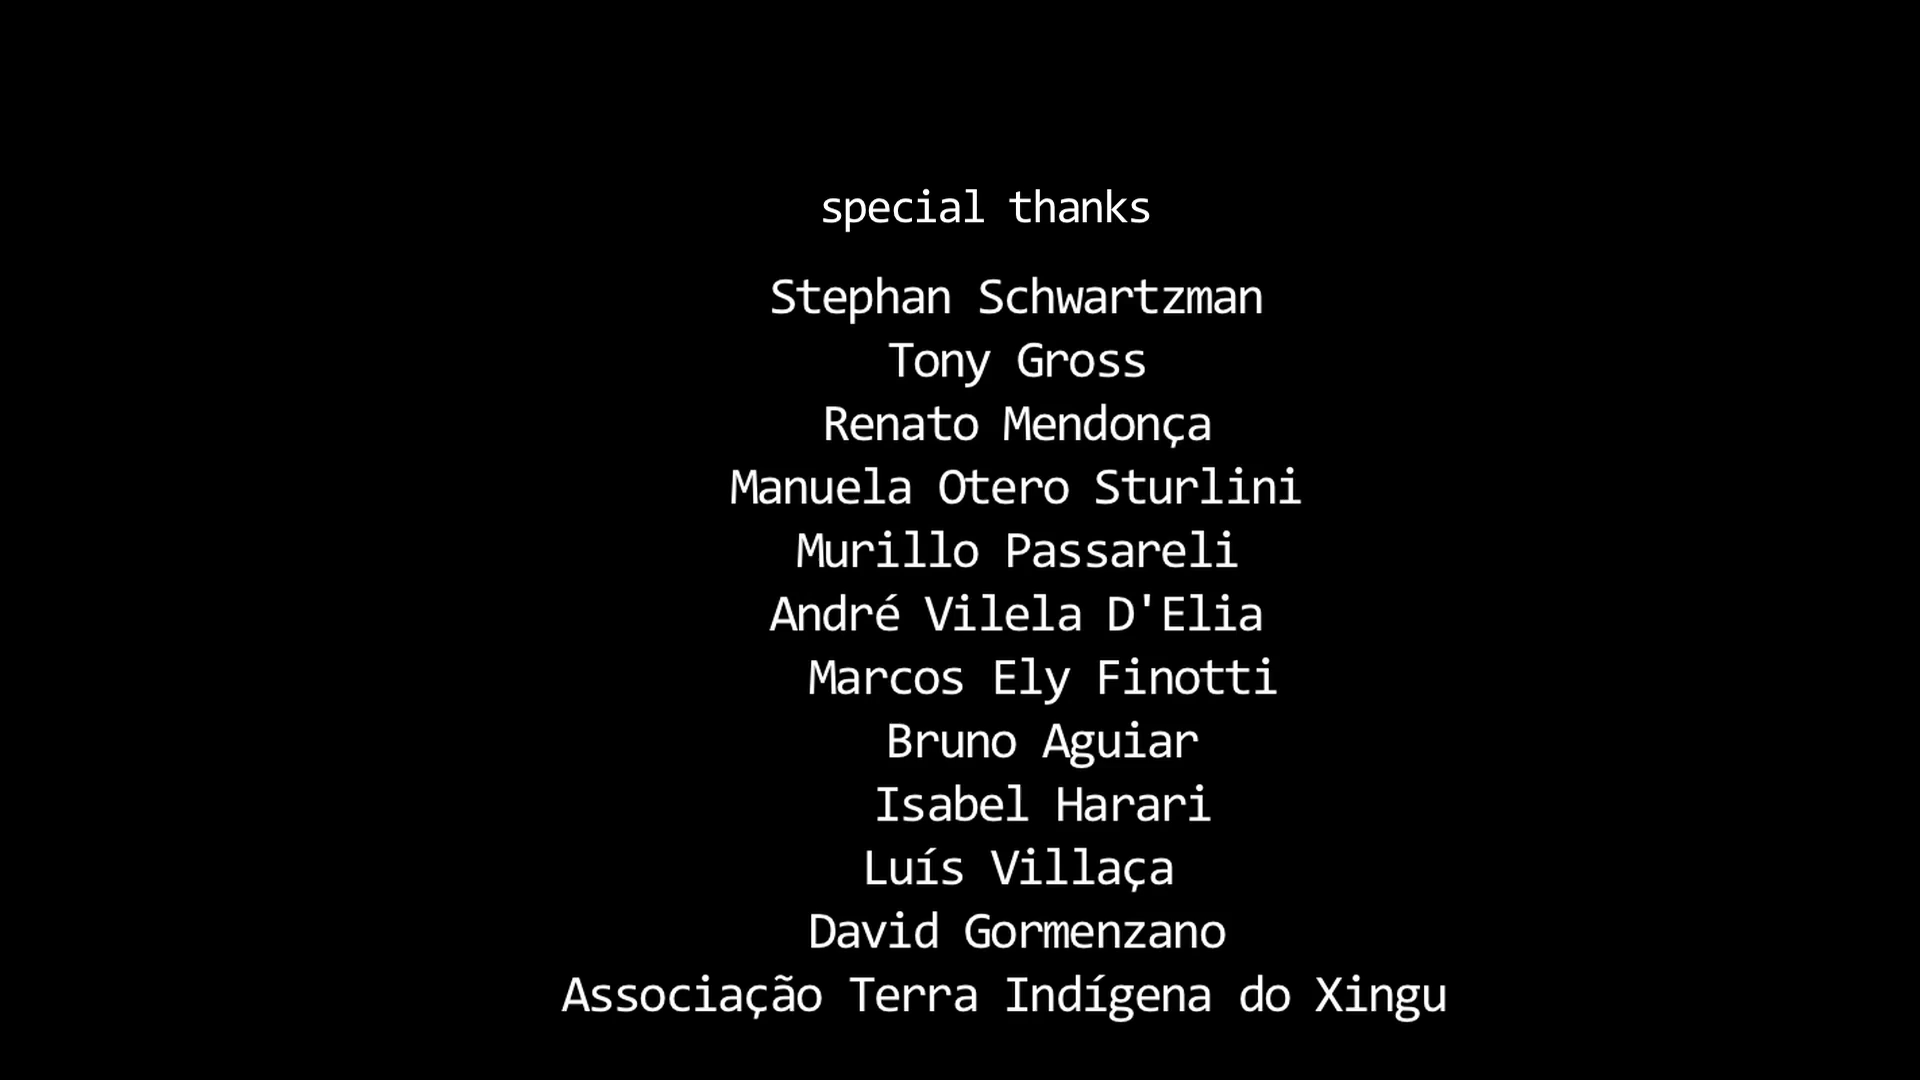 special thanks
Stephan Schwartzman
Tony Gross
Renato Mendonça
Manuela Otero Sturlini
Murillo Passareli
André Vilela D'Elia
Marcos Ely Finotti
Bruno Aguiar
Isabel Harari
Luís Villaça
David Gormenzano
Associação Terra Indígena do Xingu